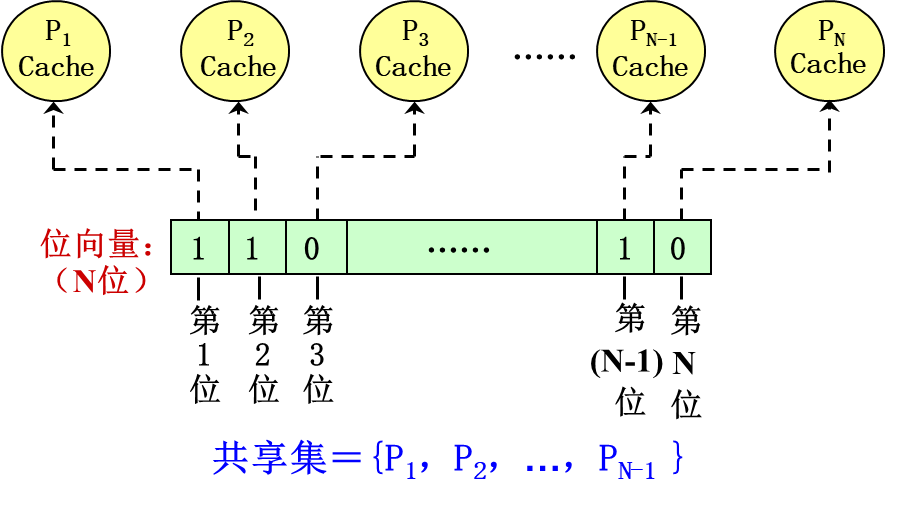 P1 Cache
P2 Cache
P3 Cache
……
PN-1 Cache
PN Cache
位向量：
（N位）
1 1 0 …… 1 0
第1位
第2位
第3位
第(N-1)位
第N位
共享集＝{P1，P2，…，PN-1 }